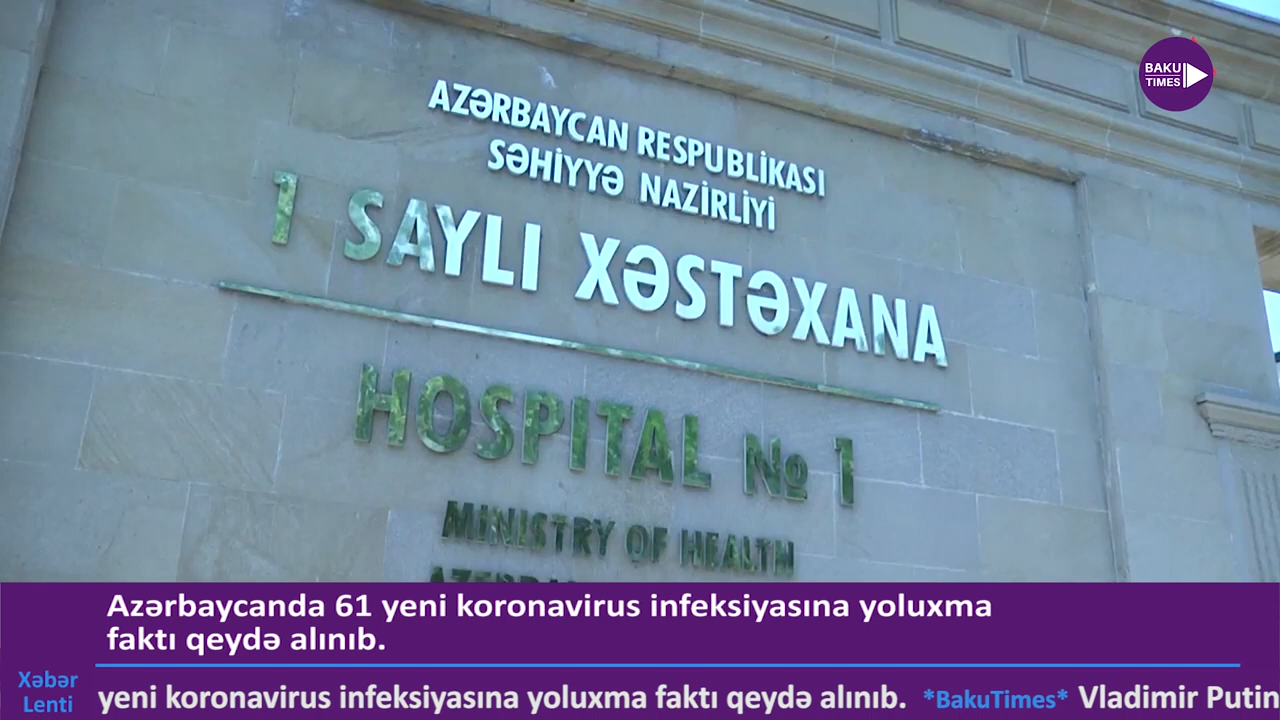 BAKU
TIMES
AZƏRBAYCAN RESPUBLİKASI
SƏHİYYƏ NAZİRLİYİ
1 SAYLI XƏSTƏXANA
HOSPITAL № 1
MINISTRY OF HEALTH
Azərbaycanda 61 yeni koronavirus infeksiyasına yoluxma
faktı qeydə alınıb.
Xəbər
Lenti
yeni koronavirus infeksiyasına yoluxma faktı qeydə alınıb. *BakuTimes* Vladimir Putin